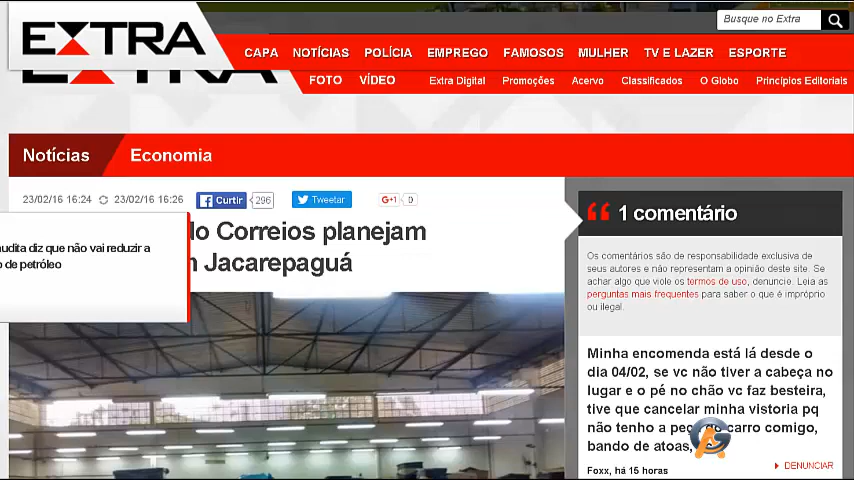 Busque no Extra
EXTRA
CAPA NOTÍCIAS POLÍCIA EMPREGO FAMOSOS MULHER TV E LAZER ESPORTE
EXTRA
FOTO VÍDEO Extra Digital Promoções Acervo Classificados O Globo Princípios Editoriais
Notícias Economia
23/02/16 16:24 23/02/16 16:26 Curtir 296 Tweetar G+1 0
Correios planejam
Jacarepaguá
audita diz que não vai reduzir a
de petróleo
1 comentário
Os comentários são de responsabilidade exclusiva de
seus autores e não representam a opinião deste site. Se
achar algo que viole os termos de uso, denuncie. Leia as
perguntas mais frequentes para saber o que é impróprio
ou ilegal.
Minha encomenda está lá desde o
dia 04/02, se vc não tiver a cabeça no
lugar e o pé no chão vc faz besteira,
tive que cancelar minha vistoria pq
não tenho a carro comigo,
bando de atoas,
Foxx, há 15 horas
DENUNCIAR